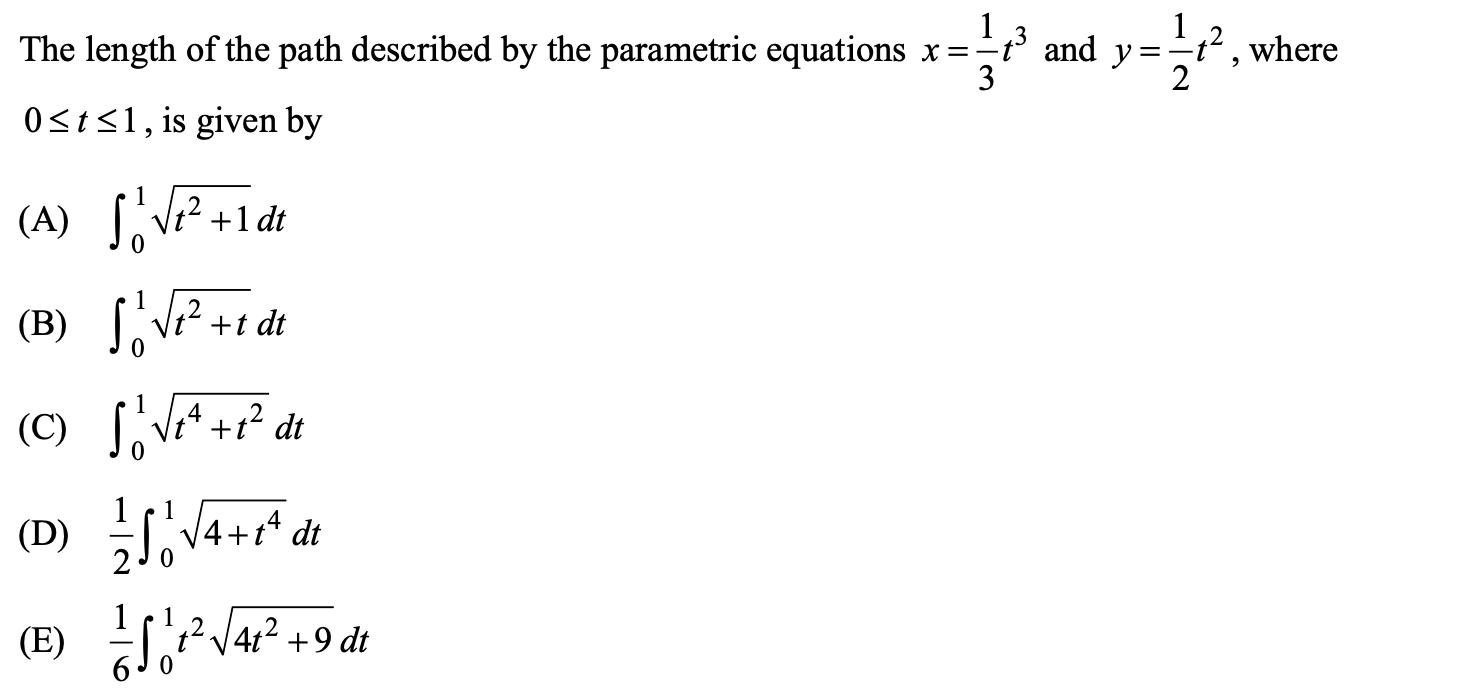 The length of the path described by the parametric equations x = \frac{1}{3}t^3 and y = \frac{1}{2}t^2, where
0 ≤ t ≤ 1, is given by
(A) \int_0^1 \sqrt{t^2 + 1} dt
(B) \int_0^1 \sqrt{t^2 + t} dt
(C) \int_0^1 \sqrt{t^4 + t^2} dt
(D) \frac{1}{2} \int_0^1 \sqrt{4 + t^4} dt
(E) \frac{1}{6} \int_0^1 t^2 \sqrt{4t^2 + 9} dt